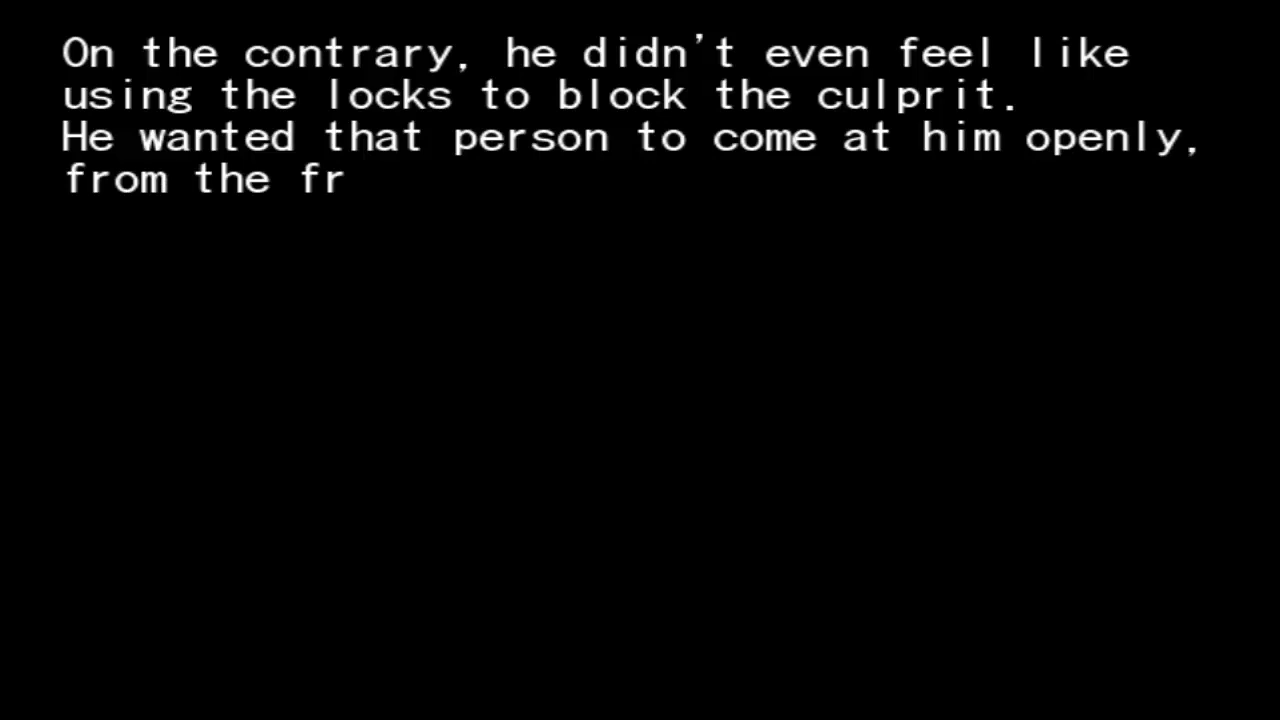 On the contrary, he didn't even feel like
using the locks to block the culprit.
He wanted that person to come at him openly,
from the fr